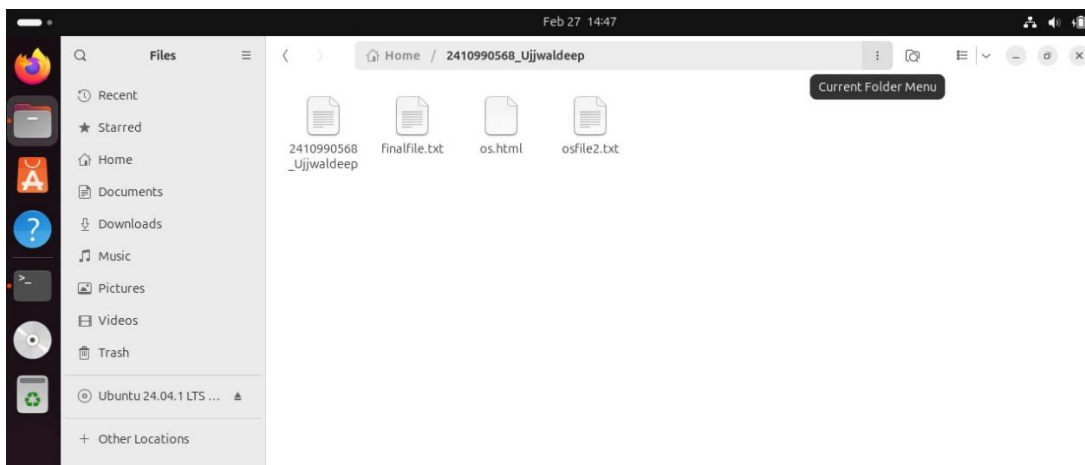 Feb 27 14:47
Files
Home / 2410990568_Ujjwaldeep
Current Folder Menu
Recent
Starred
Home
Documents
Downloads
Music
Pictures
Videos
Trash
Ubuntu 24.04.1 LTS ...
+ Other Locations
2410990568
_Ujjwaldeep
finalfile.txt
os.html
osfile2.txt